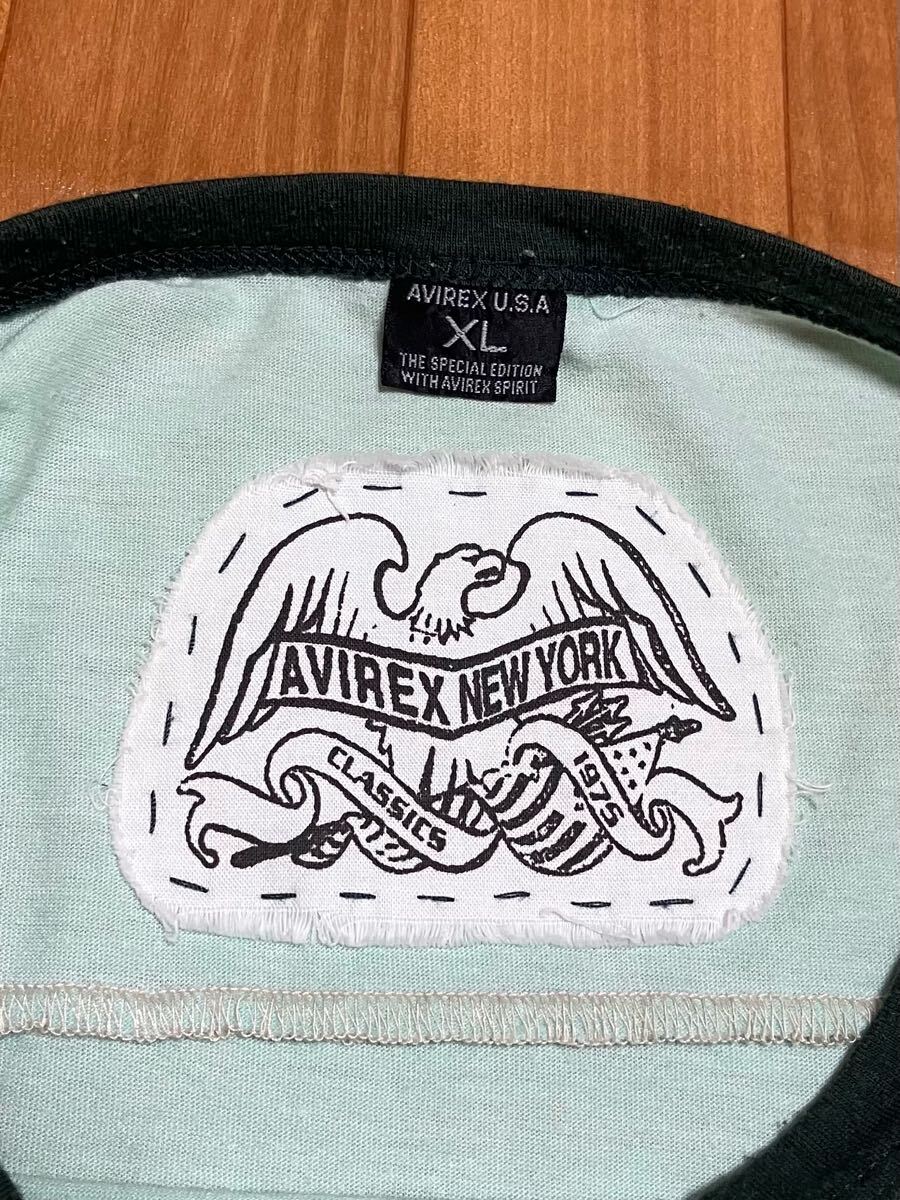 AVIREX U.S.A
XL
THE SPECIAL EDITION
WITH AVIREX SPIRIT
AVIREX NEW YORK
CLASSICS 1975